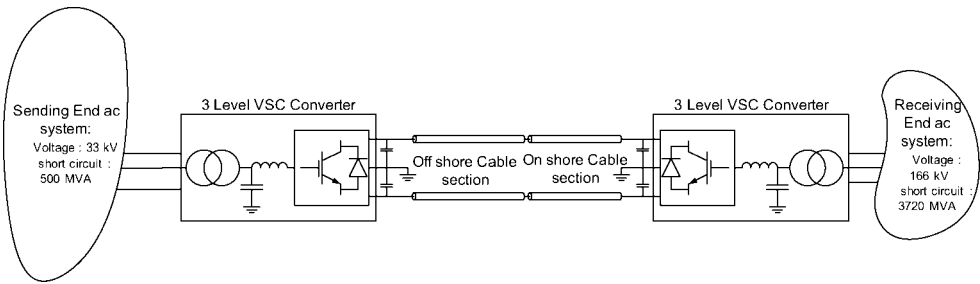 Sending End ac
system:
Voltage : 33 kV
short circuit :
500 MVA
3 Level VSC Converter
Off shore Cable
section
On shore Cable
section
3 Level VSC Converter
Receiving
End ac
system:
Voltage :
166 kV
short circuit :
3720 MVA